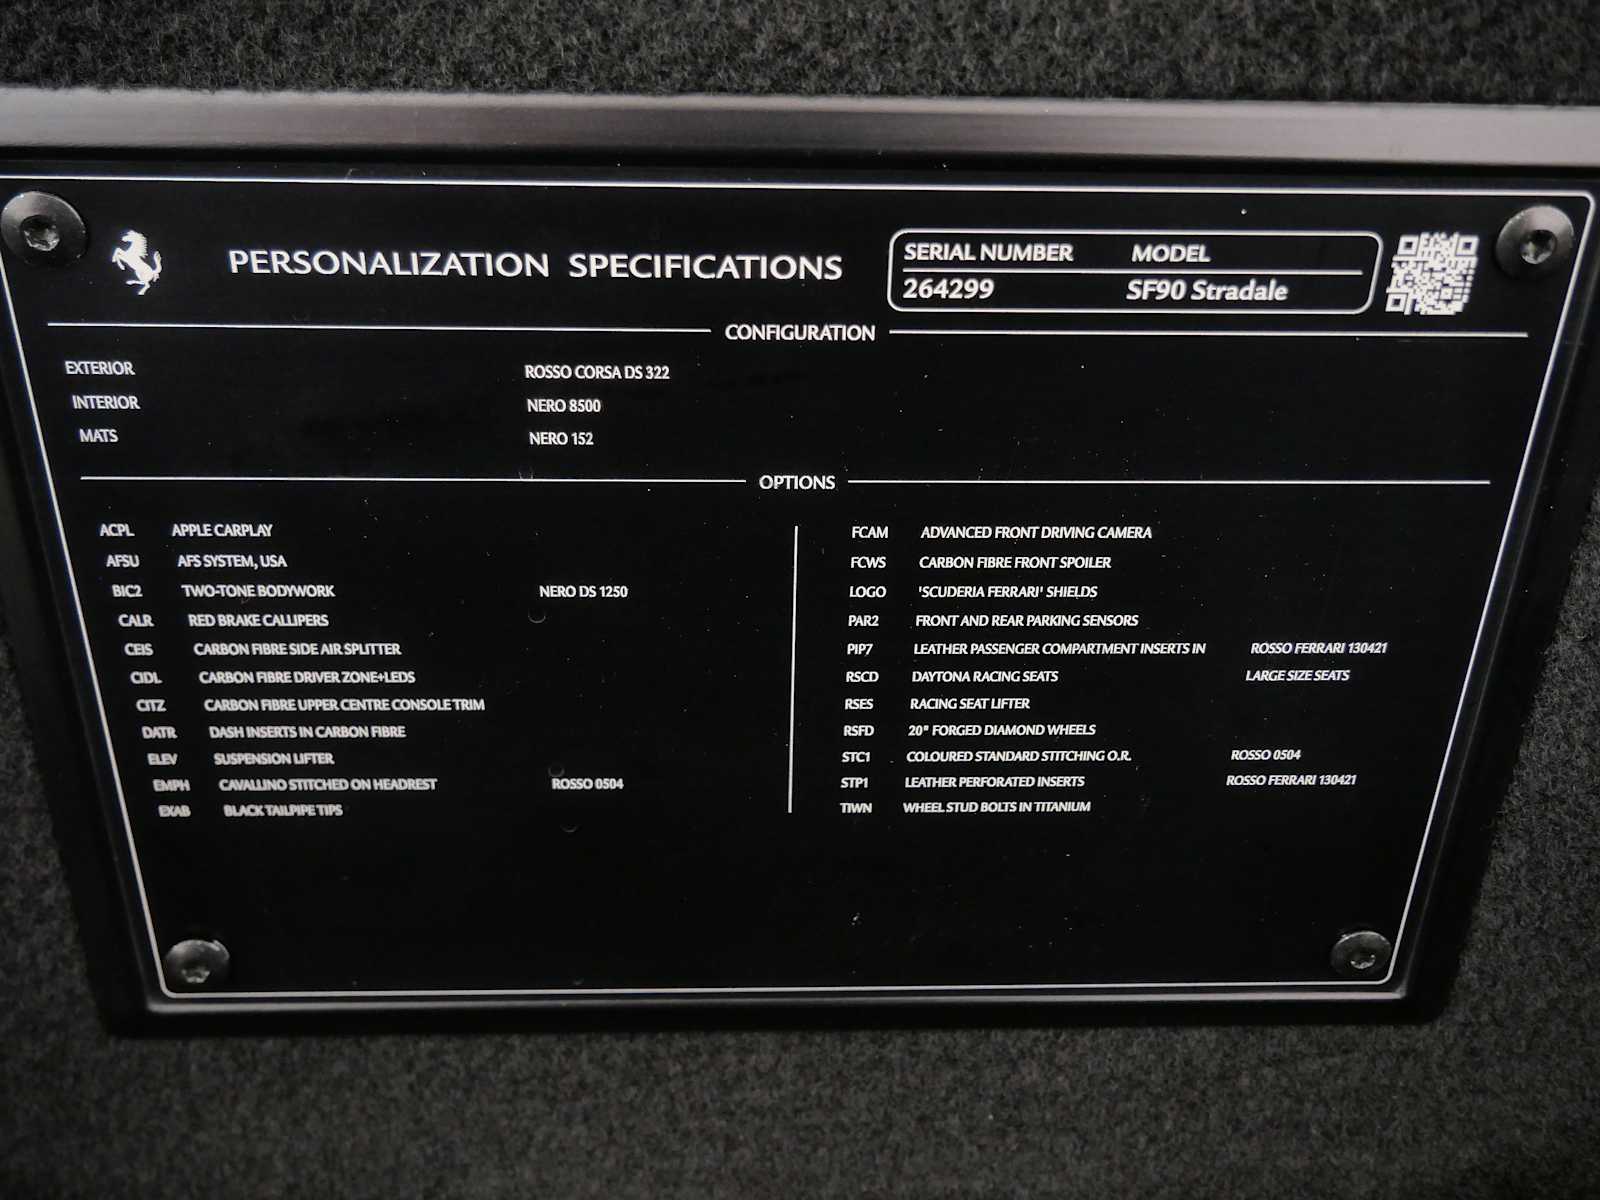 PERSONALIZATION SPECIFICATIONS
SERIAL NUMBER MODEL
264299 SF90 Stradale
CONFIGURATION
EXTERIOR ROSSO CORSA DS 322
INTERIOR NERO 8500
MATS NERO 152
OPTIONS
ACPL APPLE CARPLAY
AFSU AFS SYSTEM, USA
BIC2 TWO-TONE BODYWORK NERO DS 1250
CALR RED BRAKE CALLIPERS
CEIS CARBON FIBRE SIDE AIR SPLITTER
CIDL CARBON FIBRE DRIVER ZONE+LEDS
CITZ CARBON FIBRE UPPER CENTRE CONSOLE TRIM
DATR DASH INSERTS IN CARBON FIBRE
ELEV SUSPENSION LIFTER
EMPH CAVALLINO STITCHED ON HEADREST ROSSO 0504
EXAB BLACK TAILPIPE TIPS
FCAM ADVANCED FRONT DRIVING CAMERA
FCWS CARBON FIBRE FRONT SPOILER
LOGO 'SCUDERIA FERRARI' SHIELDS
PAR2 FRONT AND REAR PARKING SENSORS
PIP7 LEATHER PASSENGER COMPARTMENT INSERTS IN ROSSO FERRARI 130421
RSCD DAYTONA RACING SEATS LARGE SIZE SEATS
RSES RACING SEAT LIFTER
RSFD 20" FORGED DIAMOND WHEELS
STC1 COLOURED STANDARD STITCHING O.R. ROSSO 0504
STP1 LEATHER PERFORATED INSERTS ROSSO FERRARI 130421
TIWN WHEEL STUD BOLTS IN TITANIUM